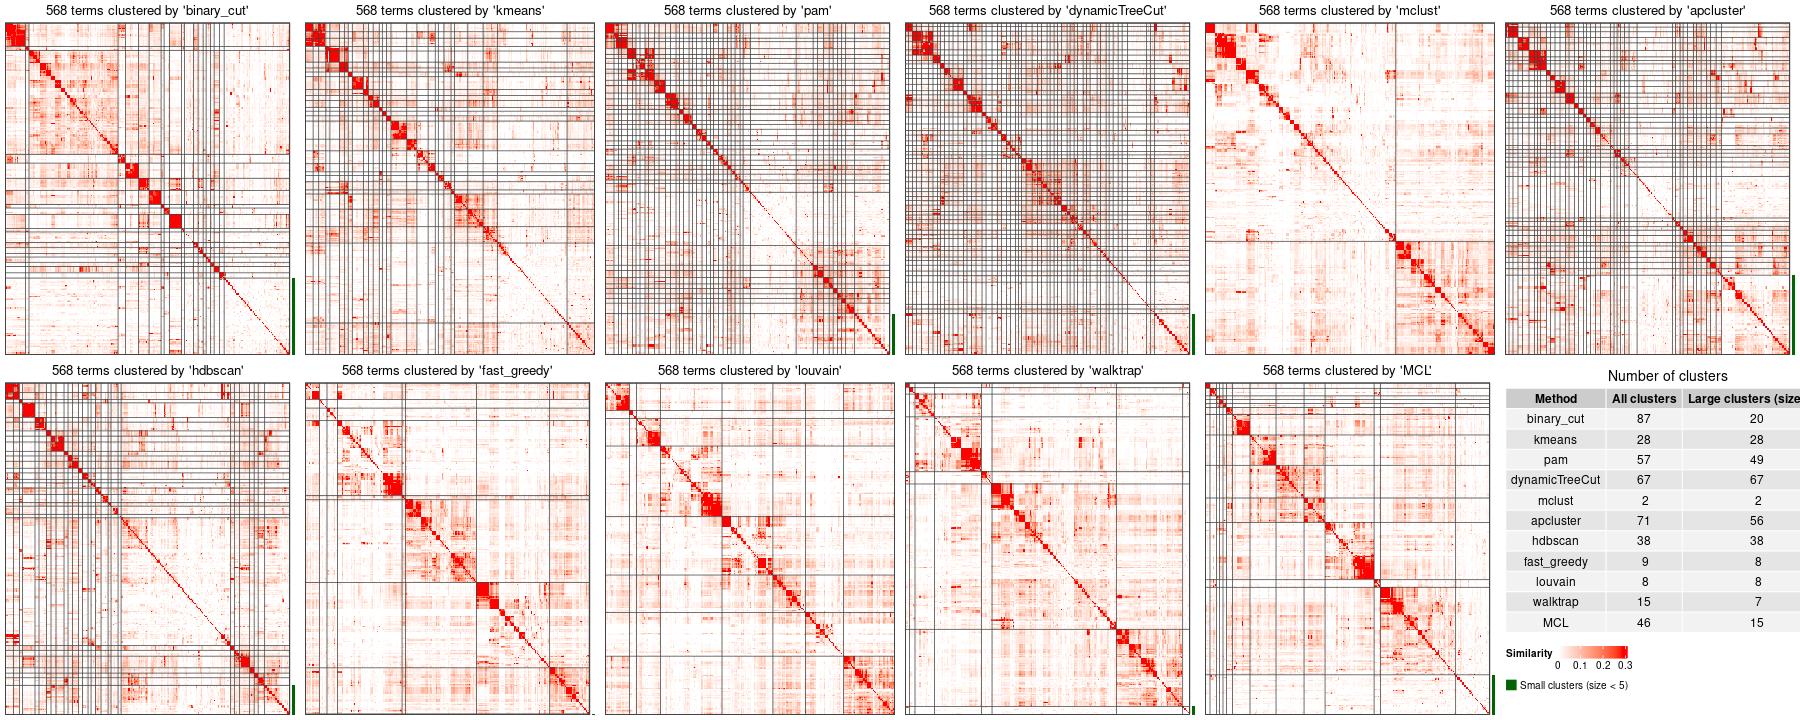 568 terms clustered by 'binary_cut'
568 terms clustered by 'kmeans'
568 terms clustered by 'pam'
568 terms clustered by 'dynamicTreeCut'
568 terms clustered by 'mclust'
568 terms clustered by 'apcluster'
568 terms clustered by 'hdbscan'
568 terms clustered by 'fast_greedy'
568 terms clustered by 'louvain'
568 terms clustered by 'walktrap'
568 terms clustered by 'MCL'
Number of clusters
Method All clusters Large clusters (size
binary_cut 87 20
kmeans 28 28
pam 57 49
dynamicTreeCut 67 67
mclust 2 2
apcluster 71 56
hdbscan 38 38
fast_greedy 9 8
louvain 8 8
walktrap 15 7
MCL 46 15
Similarity
0 0.1 0.2 0.3
Small clusters (size < 5)